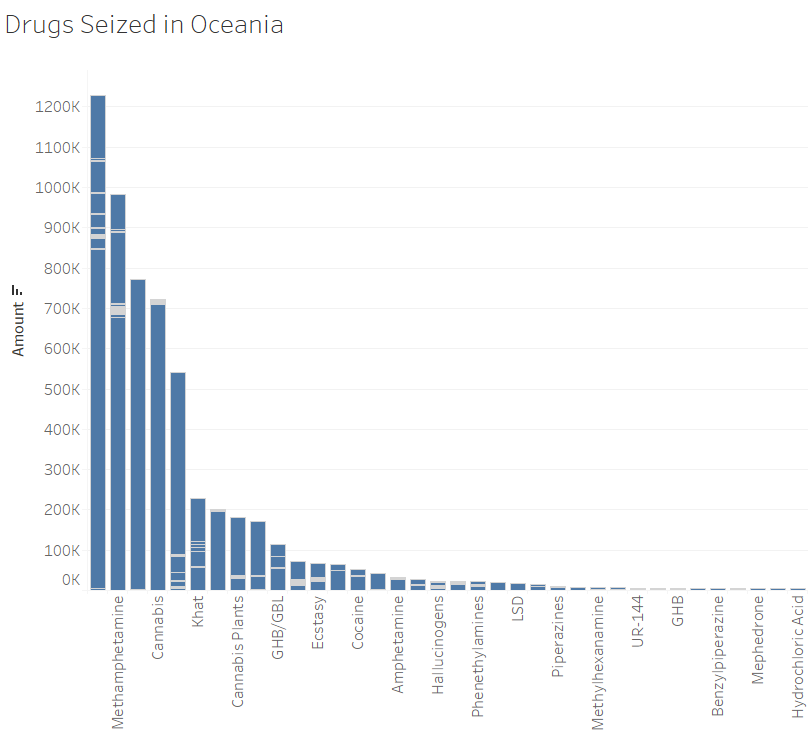 Drugs Seized in Oceania
1200K
1100K
1000K
900K
800K
700K
600K
500K
400K
300K
200K
100K
0K
Amount
Methamphetamine
Cannabis
Khat
Cannabis Plants
GHB/GBL
Ecstasy
Cocaine
Amphetamine
Hallucinogens
Phenethylamines
LSD
Piperazines
Methylhexanamine
UR-144
GHB
Benzylpiperazine
Mephedrone
Hydrochloric Acid